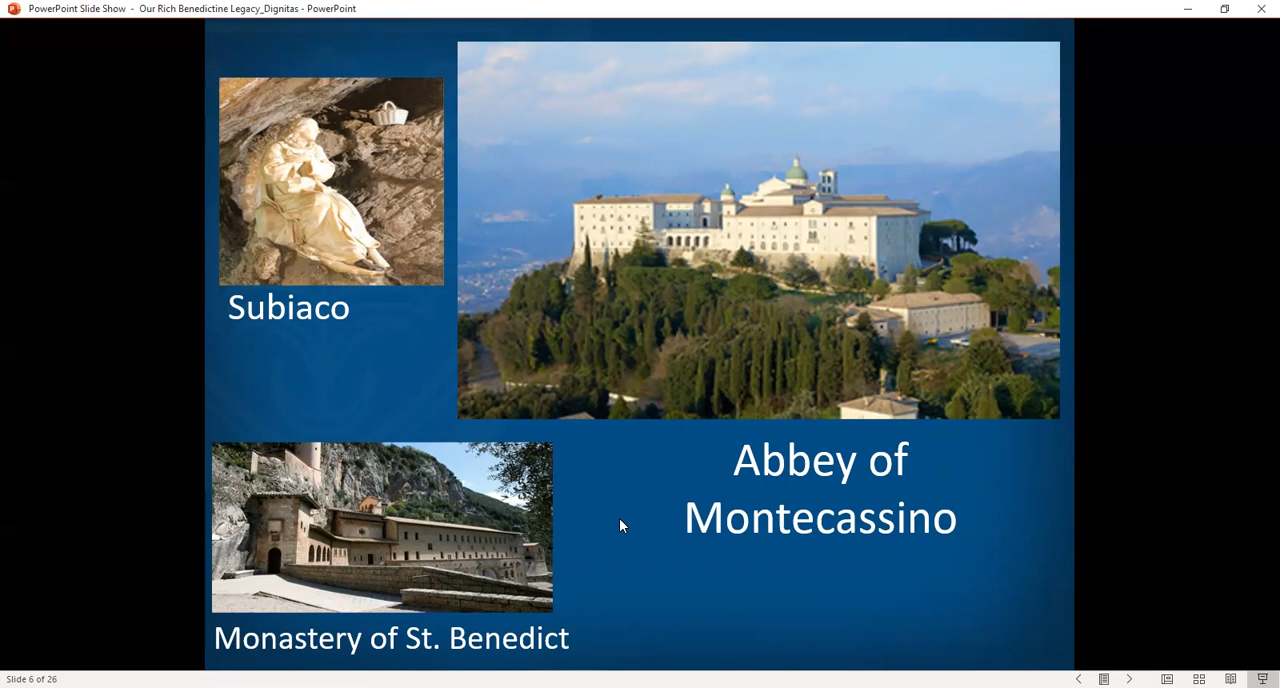 PowerPoint Slide Show - Our Rich Benedictine Legacy_Dignitas - PowerPoint
Subiaco
Abbey of
Montecassino
Monastery of St. Benedict
Slide 6 of 26